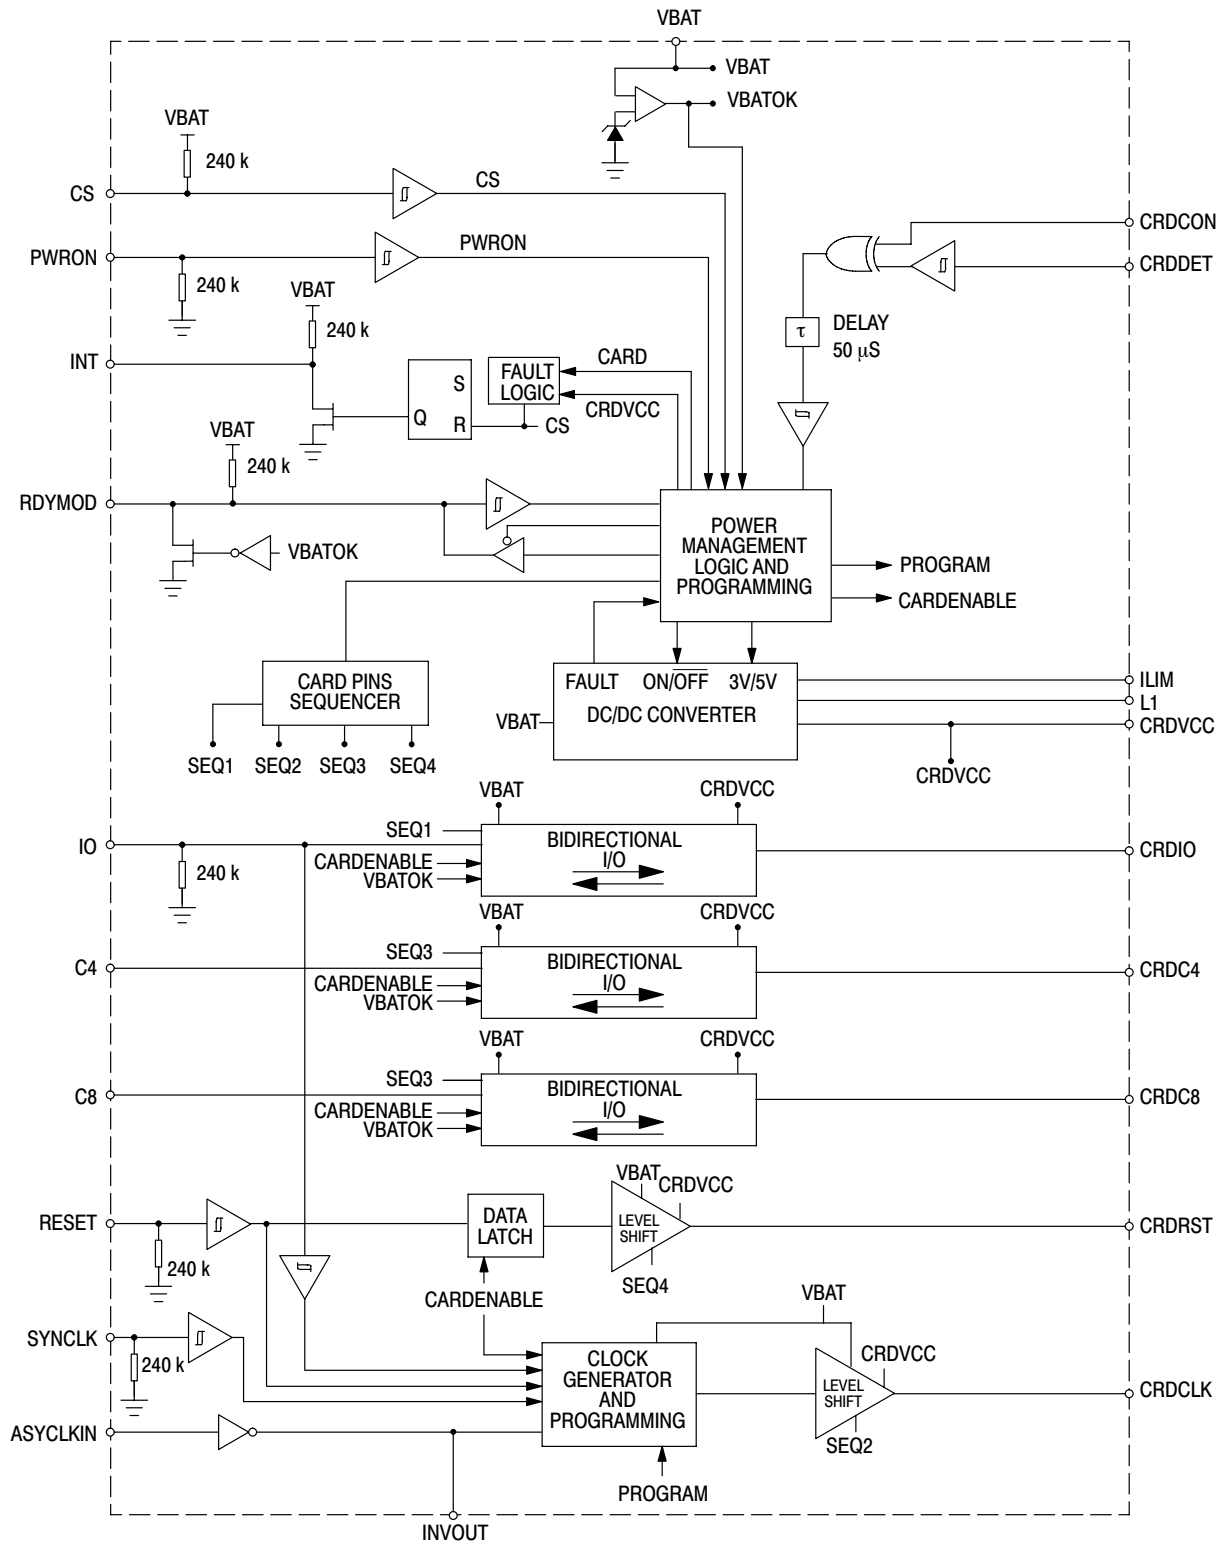 VBAT
VBAT
VBATOK
VBAT
240 k
CS
CS
CRDCON
PWRON
PWRON
CRDDET
240 k
VBAT
240 k
τ
DELAY
50 μS
INT
FAULT
LOGIC
CARD
CRDVCC
S
Q
R
CS
VBAT
240 k
RDYMOD
VBATOK
POWER
MANAGEMENT
LOGIC AND
PROGRAMMING
PROGRAM
CARDENABLE
CARD PINS
SEQUENCER
SEQ1
SEQ2
SEQ3
SEQ4
FAULT
ON/OFF
3V/5V
DC/DC CONVERTER
VBAT
ILIM
L1
CRDVCC
CRDVCC
VBAT
CRDVCC
IO
SEQ1
BIDIRECTIONAL
I/O
CRDIO
CARDENABLE
VBATOK
240 k
VBAT
CRDVCC
C4
SEQ3
BIDIRECTIONAL
I/O
CRDC4
CARDENABLE
VBATOK
VBAT
CRDVCC
C8
SEQ3
BIDIRECTIONAL
I/O
CRDC8
CARDENABLE
VBATOK
VBAT
CRDVCC
RESET
DATA
LATCH
LEVEL
SHIFT
CRDRST
240 k
SEQ4
CARDENABLE
VBAT
SYNCLK
240 k
CLOCK
GENERATOR
AND
PROGRAMMING
CRDVCC
LEVEL
SHIFT
CRDCLK
SEQ2
ASYCLKIN
PROGRAM
INVOUT